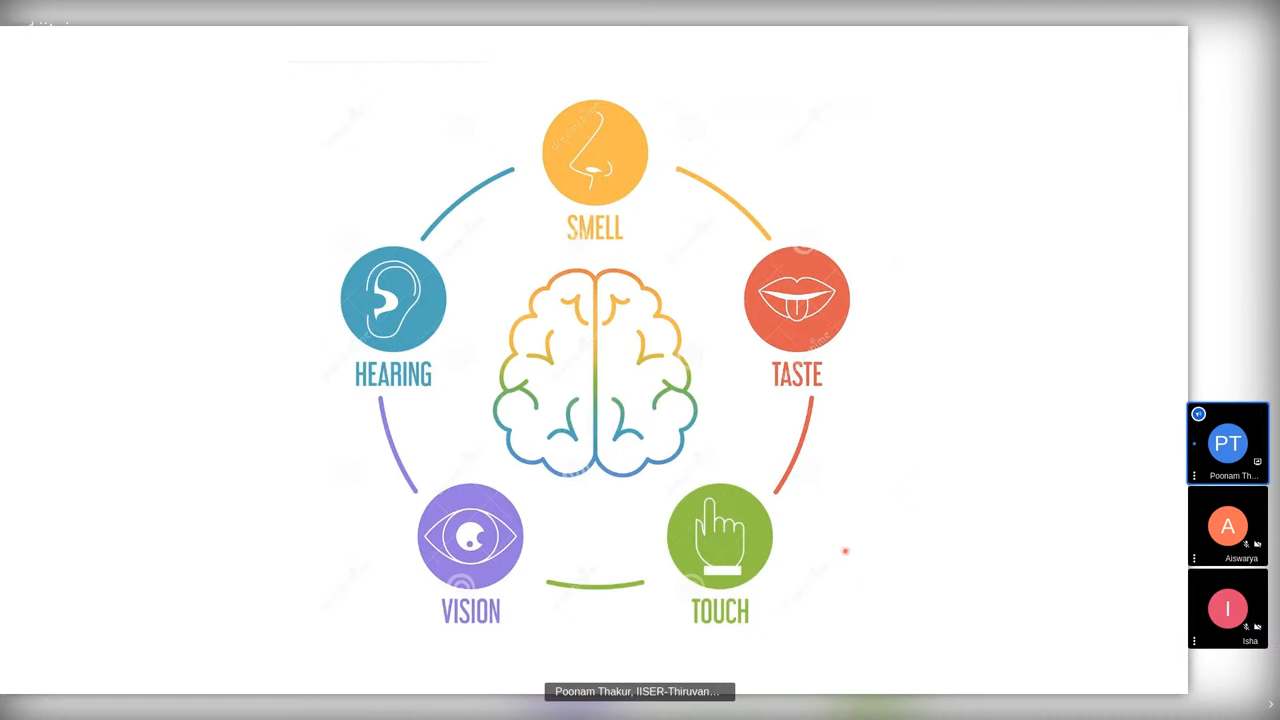 SMELL
HEARING
TASTE
VISION
TOUCH
PT
Poonam Th...
A
Aiswarya
I
Isha
Poonam Thakur, IISER-Thiruvan...